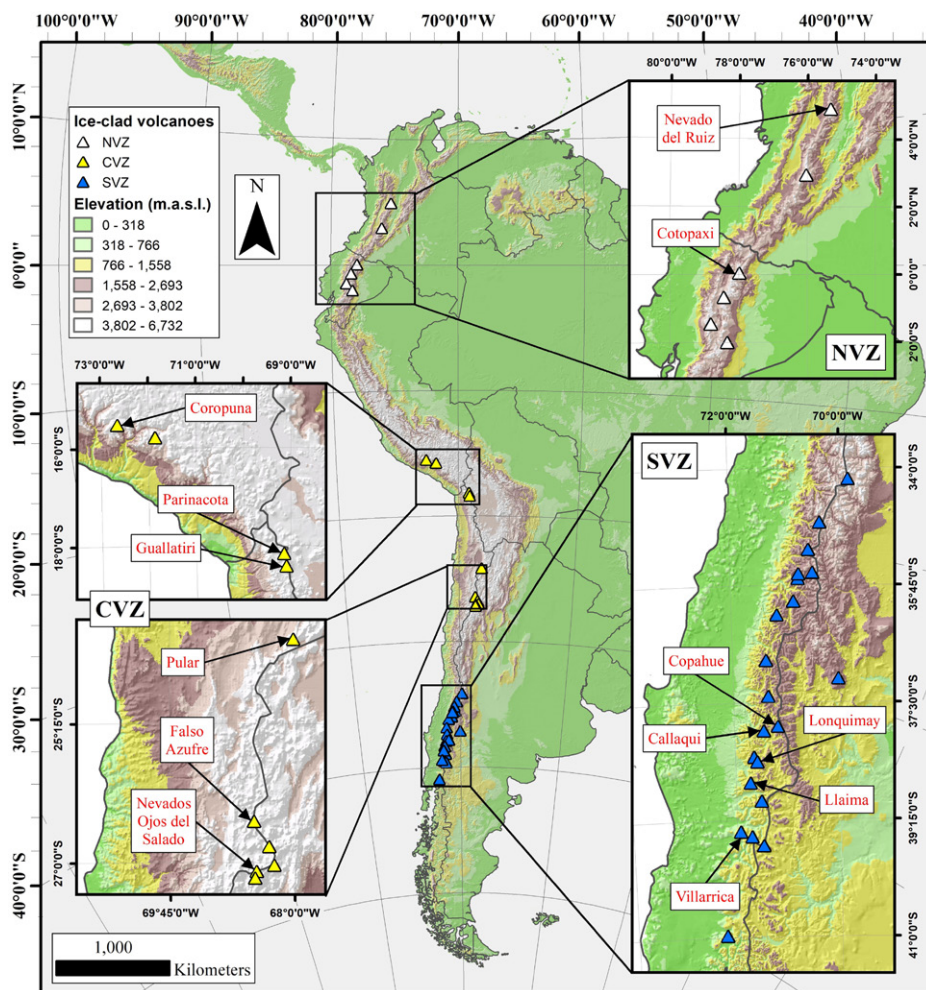 100°0'0"W
90°0'0"W
80°0'0"W
70°0'0"W
50°0'0"W
40°0'0"W
10°0'0"N
0°0'0"
10°0'0"S
20°0'0"S
30°0'0"S
40°0'0"S
Ice-clad volcanoes
NVZ
CVZ
SVZ
Elevation (m.a.s.l.)
0 - 318
318 - 766
766 - 1,558
1,558 - 2,693
2,693 - 3,802
3,802 - 6,732
N
80°0'0"W
78°0'0"W
76°0'0"W
74°0'0"W
4°0'0"N
2°0'0"N
0°0'0"
2°0'0"S
Nevado
del Ruiz
Cotopaxi
NVZ
73°0'0"W
71°0'0"W
69°0'0"W
16°0'0"S
18°0'0"S
Coropuna
Parinacota
Guallatiri
CVZ
Pular
Falso
Azufre
Nevados
Ojos del
Salado
25°15'0"S
27°0'0"S
69°45'0"W
68°0'0"W
72°0'0"W
70°0'0"W
SVZ
34°0'0"S
35°45'0"S
37°30'0"S
39°15'0"S
41°0'0"S
Copahue
Lonquimay
Callaqui
Llaima
Villarrica
1,000
Kilometers